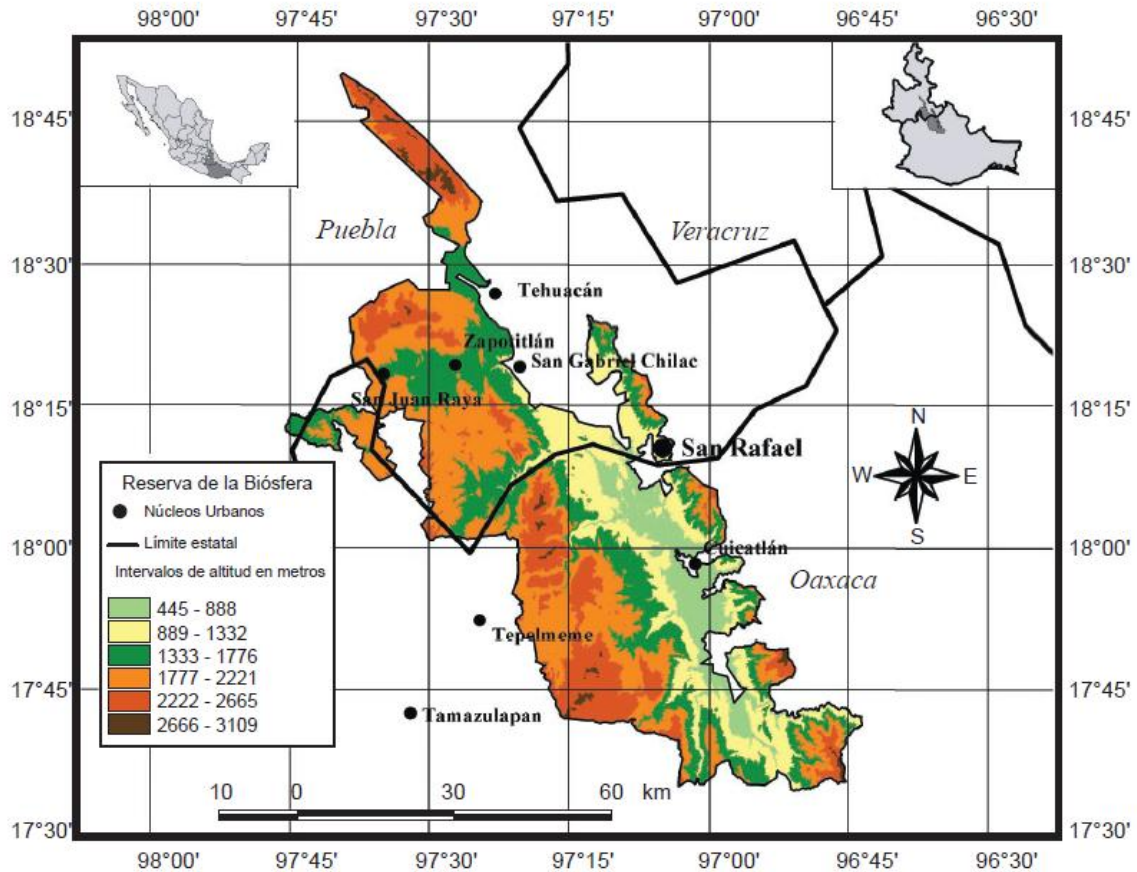 98°00' 97°45' 97°30' 97°15' 97°00' 96°45' 96°30'
18°45' 18°45'
Puebla Veracruz
18°30' 18°30'
Tehuacán
Zapotitlán
San Gabriel Chilac
18°15' San Juan Raya 18°15'
San Rafael
N
W E
S
Reserva de la Biósfera
Núcleos Urbanos
Límite estatal
Intervalos de altitud en metros
445 - 888
889 - 1332
1333 - 1776
1777 - 2221
2222 - 2665
2666 - 3109
18°00' 18°00'
Cuicatlán
Oaxaca
Tepelmeme
17°45' 17°45'
Tamazulapan
10 0 30 60 km
17°30' 17°30'
98°00' 97°45' 97°30' 97°15' 97°00' 96°45' 96°30'